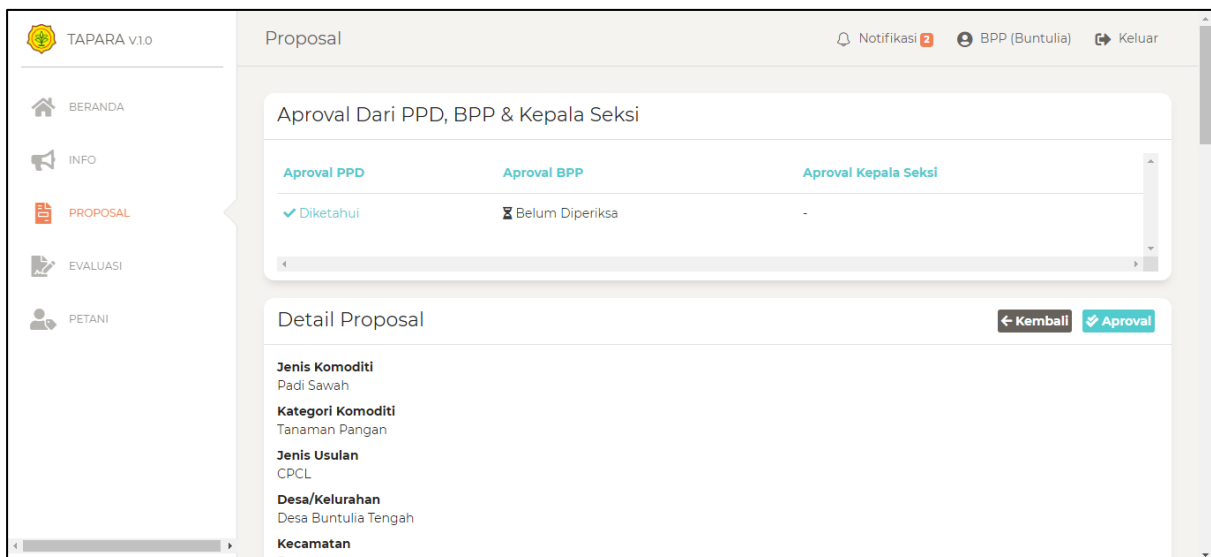 TAPARA V.1.0
Proposal
Notifikasi 2
BPP (Buntulia)
Keluar
BERANDA
INFO
PROPOSAL
EVALUASI
PETANI
Aproval Dari PPD, BPP & Kepala Seksi
Aproval PPD Aproval BPP Aproval Kepala Seksi
Diketahui Belum Diperiksa -
Detail Proposal
Kembali Aproval
Jenis Komoditi
Padi Sawah
Kategori Komoditi
Tanaman Pangan
Jenis Usulan
CPCL
Desa/Kelurahan
Desa Buntulia Tengah
Kecamatan